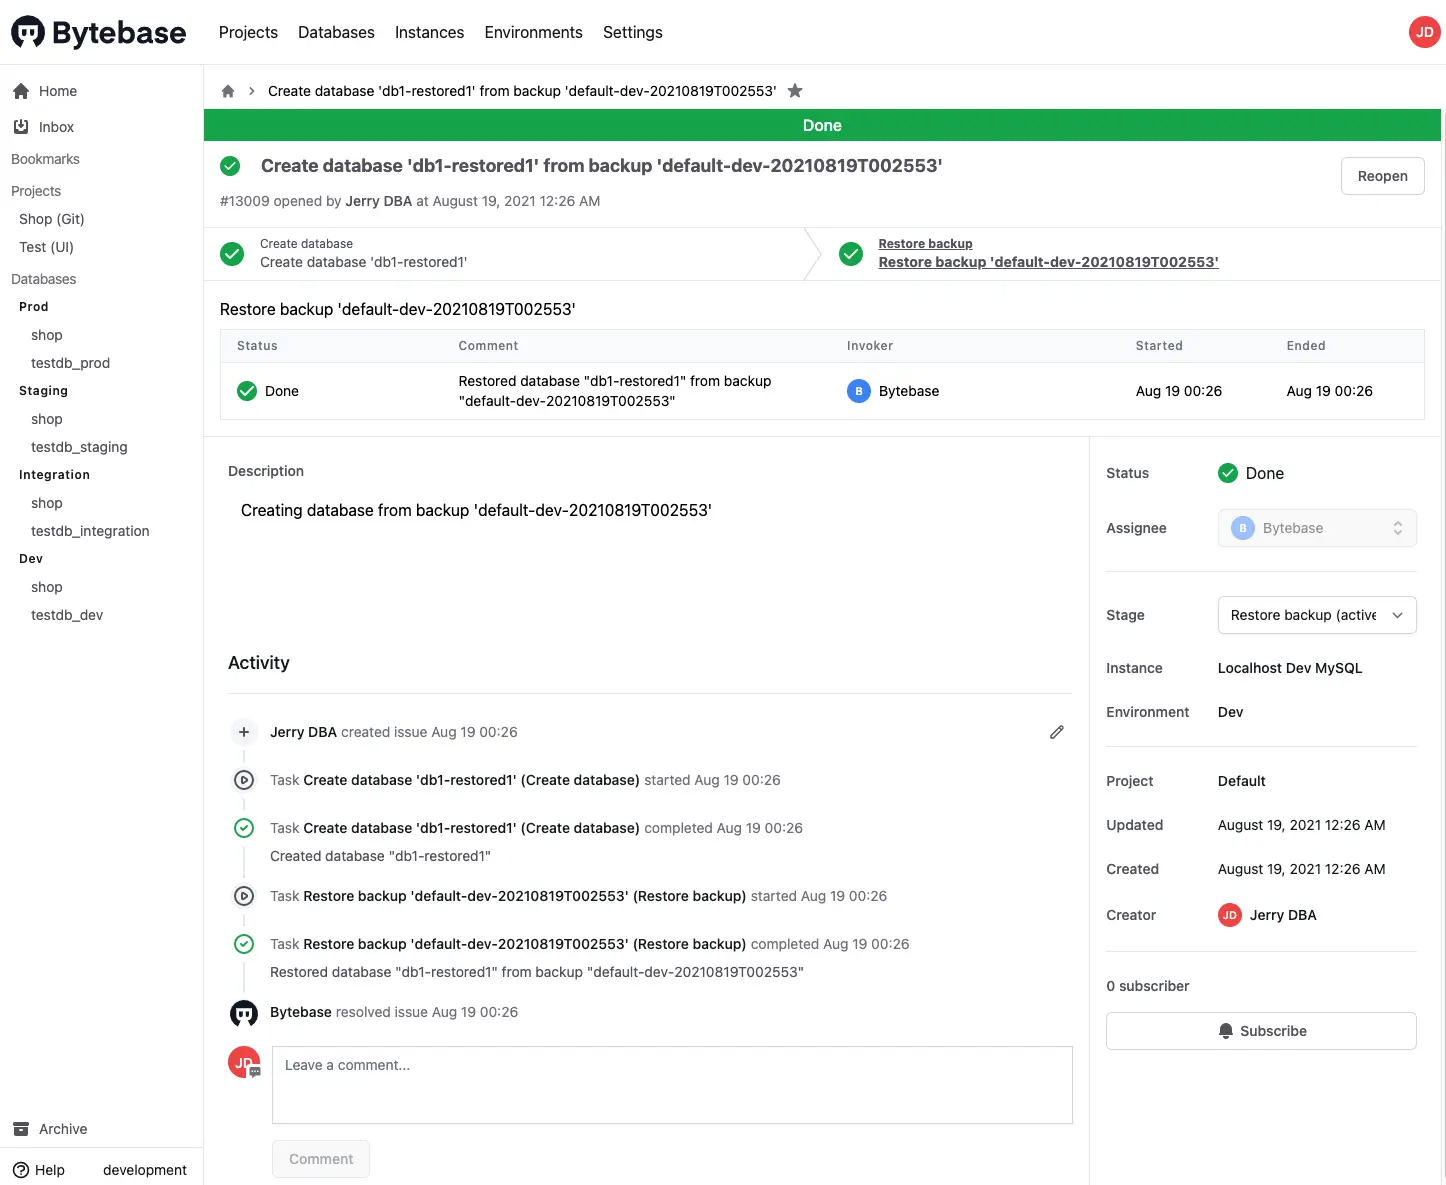 Bytebase
Projects Databases Instances Environments Settings
JD
Home
Inbox
Bookmarks
Projects
Shop (Git)
Test (UI)
Databases
Prod
shop
testdb_prod
Staging
shop
testdb_staging
Integration
shop
testdb_integration
Dev
shop
testdb_dev
Archive
Help development
Create database 'db1-restored1' from backup 'default-dev-20210819T002553'
Done
Create database 'db1-restored1' from backup 'default-dev-20210819T002553'
Reopen
#13009 opened by Jerry DBA at August 19, 2021 12:26 AM
Create database
Create database 'db1-restored1'
Restore backup
Restore backup 'default-dev-20210819T002553'
Restore backup 'default-dev-20210819T002553'
Status Comment Invoker Started Ended
Done
Restored database "db1-restored1" from backup
"default-dev-20210819T002553"
B Bytebase
Aug 19 00:26
Aug 19 00:26
Description
Creating database from backup 'default-dev-20210819T002553'
Activity
Jerry DBA created issue Aug 19 00:26
Task Create database 'db1-restored1' (Create database) started Aug 19 00:26
Task Create database 'db1-restored1' (Create database) completed Aug 19 00:26
Created database "db1-restored1"
Task Restore backup 'default-dev-20210819T002553' (Restore backup) started Aug 19 00:26
Task Restore backup 'default-dev-20210819T002553' (Restore backup) completed Aug 19 00:26
Restored database "db1-restored1" from backup "default-dev-20210819T002553"
Bytebase resolved issue Aug 19 00:26
JD
Leave a comment...
Comment
Status Done
Assignee B Bytebase
Stage Restore backup (active
Instance Localhost Dev MySQL
Environment Dev
Project Default
Updated August 19, 2021 12:26 AM
Created August 19, 2021 12:26 AM
Creator JD Jerry DBA
0 subscriber
Subscribe